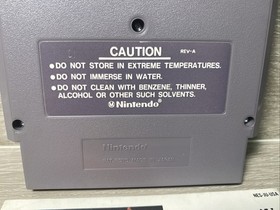 CAUTION
REV-A
●DO NOT STORE IN EXTREME TEMPERATURES.
●DO NOT IMMERSE IN WATER.
●DO NOT CLEAN WITH BENZENE, THINNER,
ALCOHOL OR OTHER SUCH SOLVENTS.
Nintendo
Nintendo